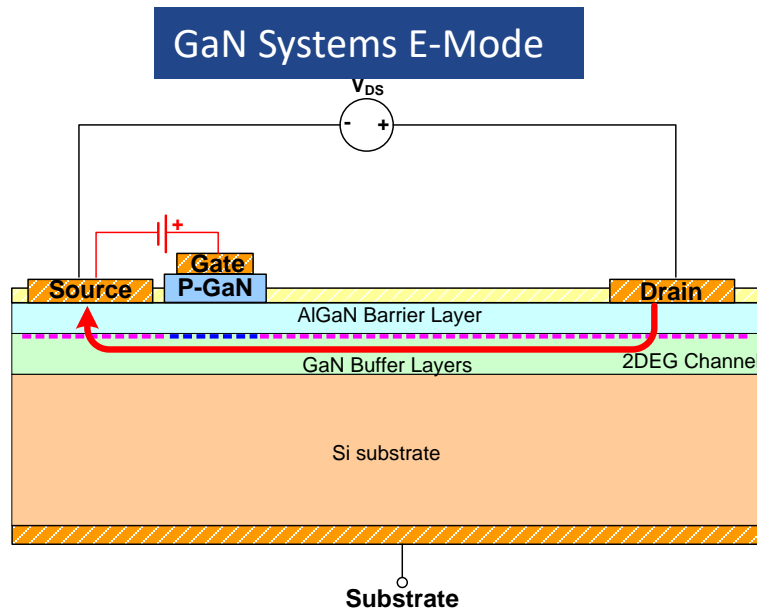 GaN Systems E-Mode
VDS
- +
+
Gate
Source P-GaN Drain
AlGaN Barrier Layer
GaN Buffer Layers 2DEG Channel
Si substrate
Substrate